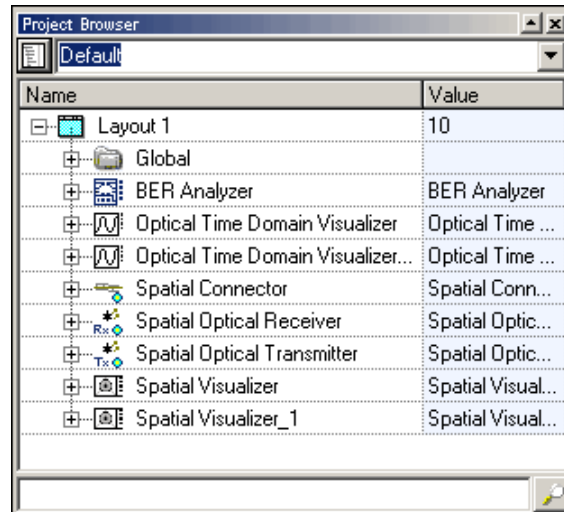 Project Browser
Default
Name Value
Layout 1 10
Global
BER Analyzer BER Analyzer
Optical Time Domain Visualizer Optical Time ...
Optical Time Domain Visualizer... Optical Time ...
Spatial Connector Spatial Conn...
Rx Spatial Optical Receiver Spatial Optic...
Tx Spatial Optical Transmitter Spatial Optic...
Spatial Visualizer Spatial Visual...
Spatial Visualizer_1 Spatial Visual...